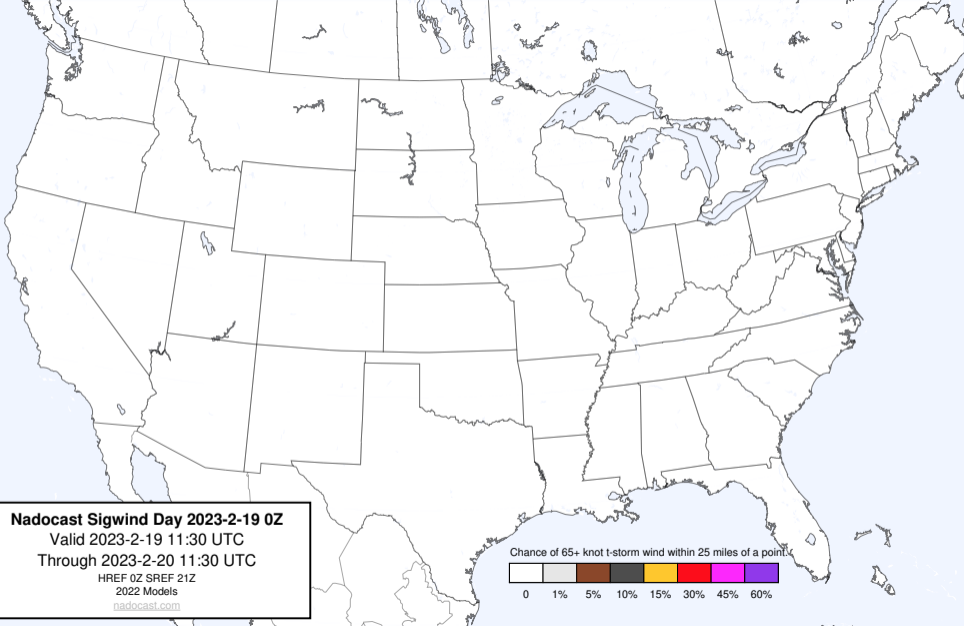 Nadocast Sigwind Day 2023-2-19 0Z
Valid 2023-2-19 11:30 UTC
Through 2023-2-20 11:30 UTC
HREF 0Z SREF 21Z
2022 Models
nadocast.com
Chance of 65+ knot t-storm wind within 25 miles of a point.
0 1% 5% 10% 15% 30% 45% 60%